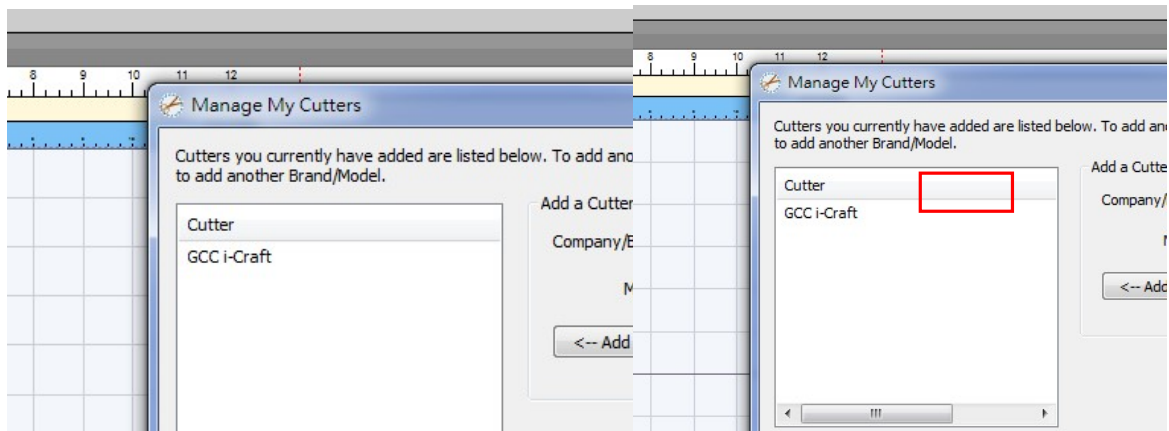 8 9 10 11 12
Manage My Cutters
Cutters you currently have added are listed below. To add
to add another Brand/Model.
Cutter
GCC i-Craft
Add a Cutter
Company/
<-- Add
8 9 10 11 12
Manage My Cutters
Cutters you currently have added are listed below. To add
to add another Brand/Model.
Cutter
GCC i-Craft
Add a Cutte
Company/
<-- Add